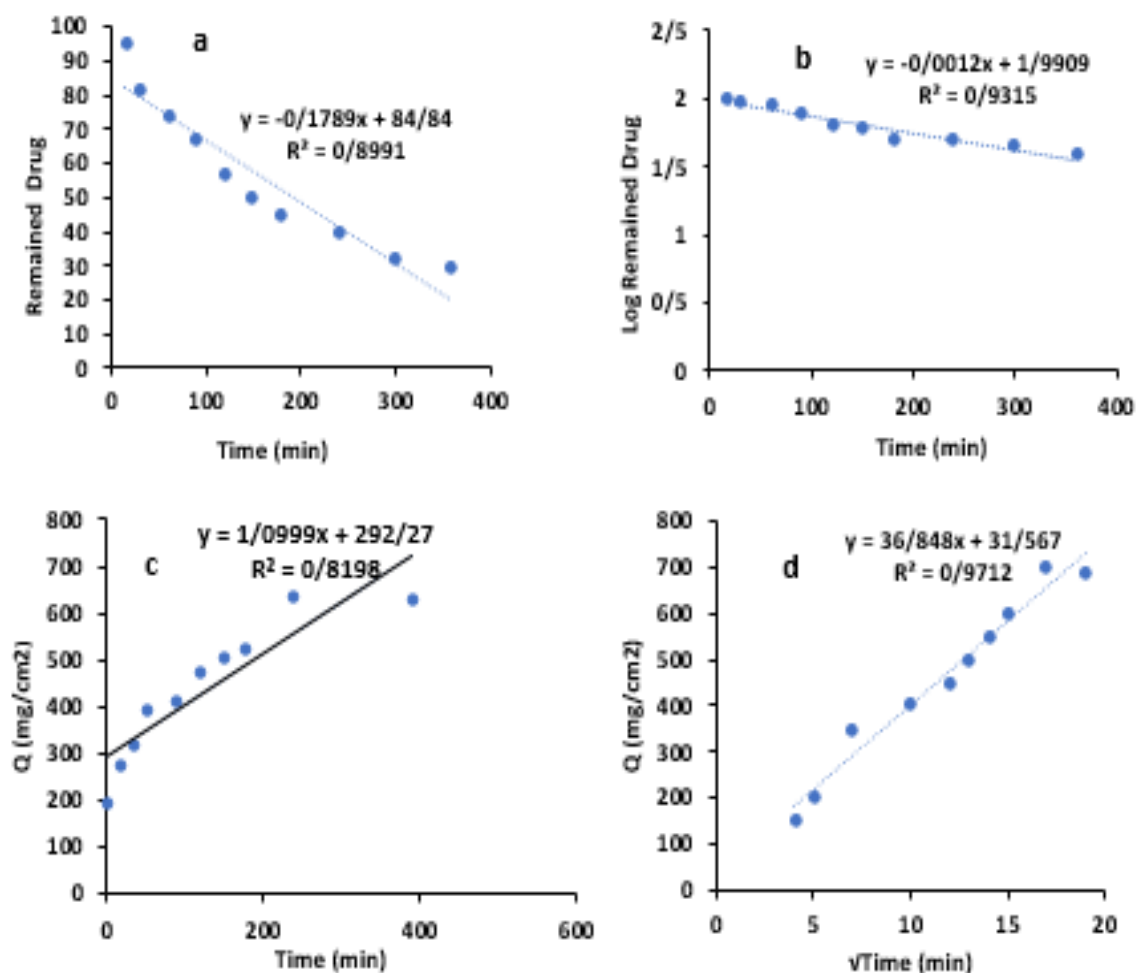 a
y = -0/1789x + 84/84
R² = 0/8991
Remained Drug
100
90
80
70
60
50
40
30
20
10
0
0 100 200 300 400
Time (min)
b
y = -0/0012x + 1/9909
R² = 0/9315
Log Remained Drug
2/5
2
1/5
1
0/5
0
0 100 200 300 400
Time (min)
c
y = 1/0999x + 292/27
R² = 0/8198
Q (mg/cm2)
800
700
600
500
400
300
200
100
0
0 200 400 600
Time (min)
d
y = 36/848x + 31/567
R² = 0/9712
Q (mg/cm2)
800
700
600
500
400
300
200
100
0
0 5 10 15 20
√Time (min)